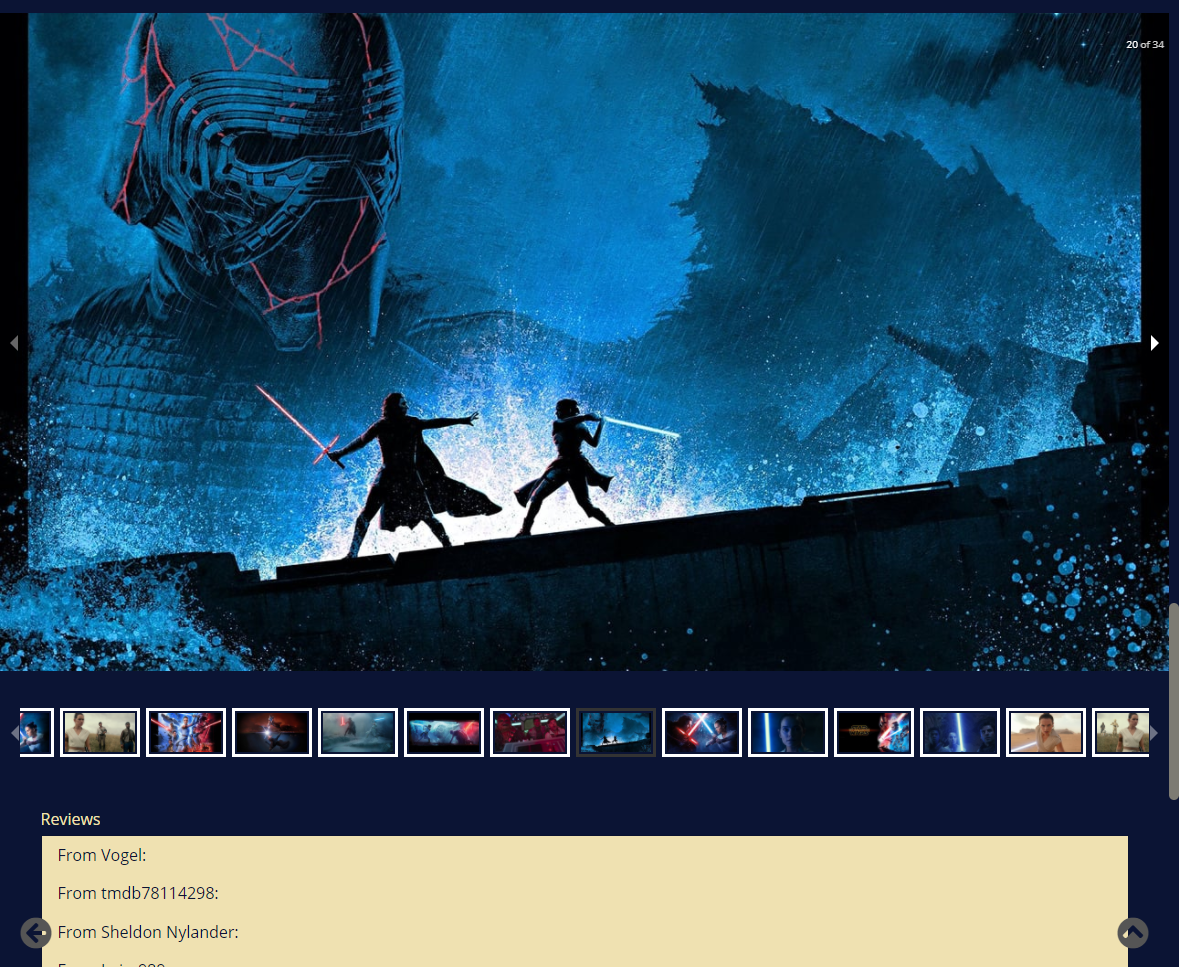 20 of 34
Reviews
From Vogel:
From tmdb78114298:
From Sheldon Nylander: